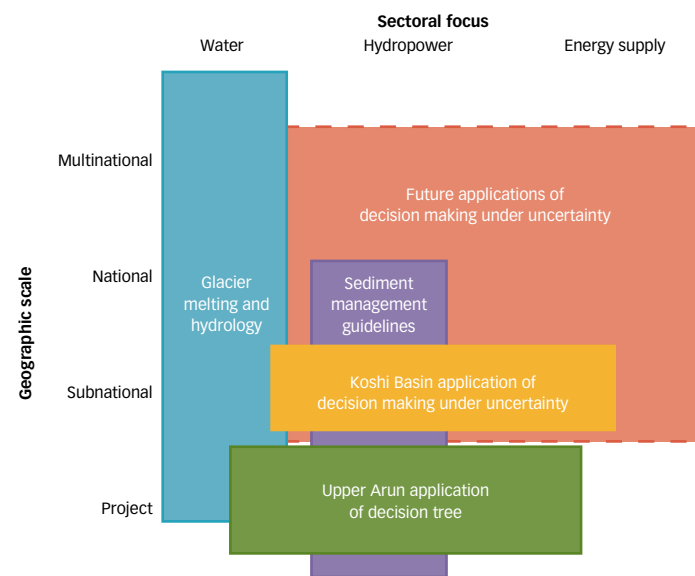 Sectoral focus
Water Hydropower Energy supply
Geographic scale
Multinational
National
Subnational
Project
Future applications of
decision making under uncertainty
Glacier
melting and
hydrology
Sediment
management
guidelines
Koshi Basin application of
decision making under uncertainty
Upper Arun application
of decision tree